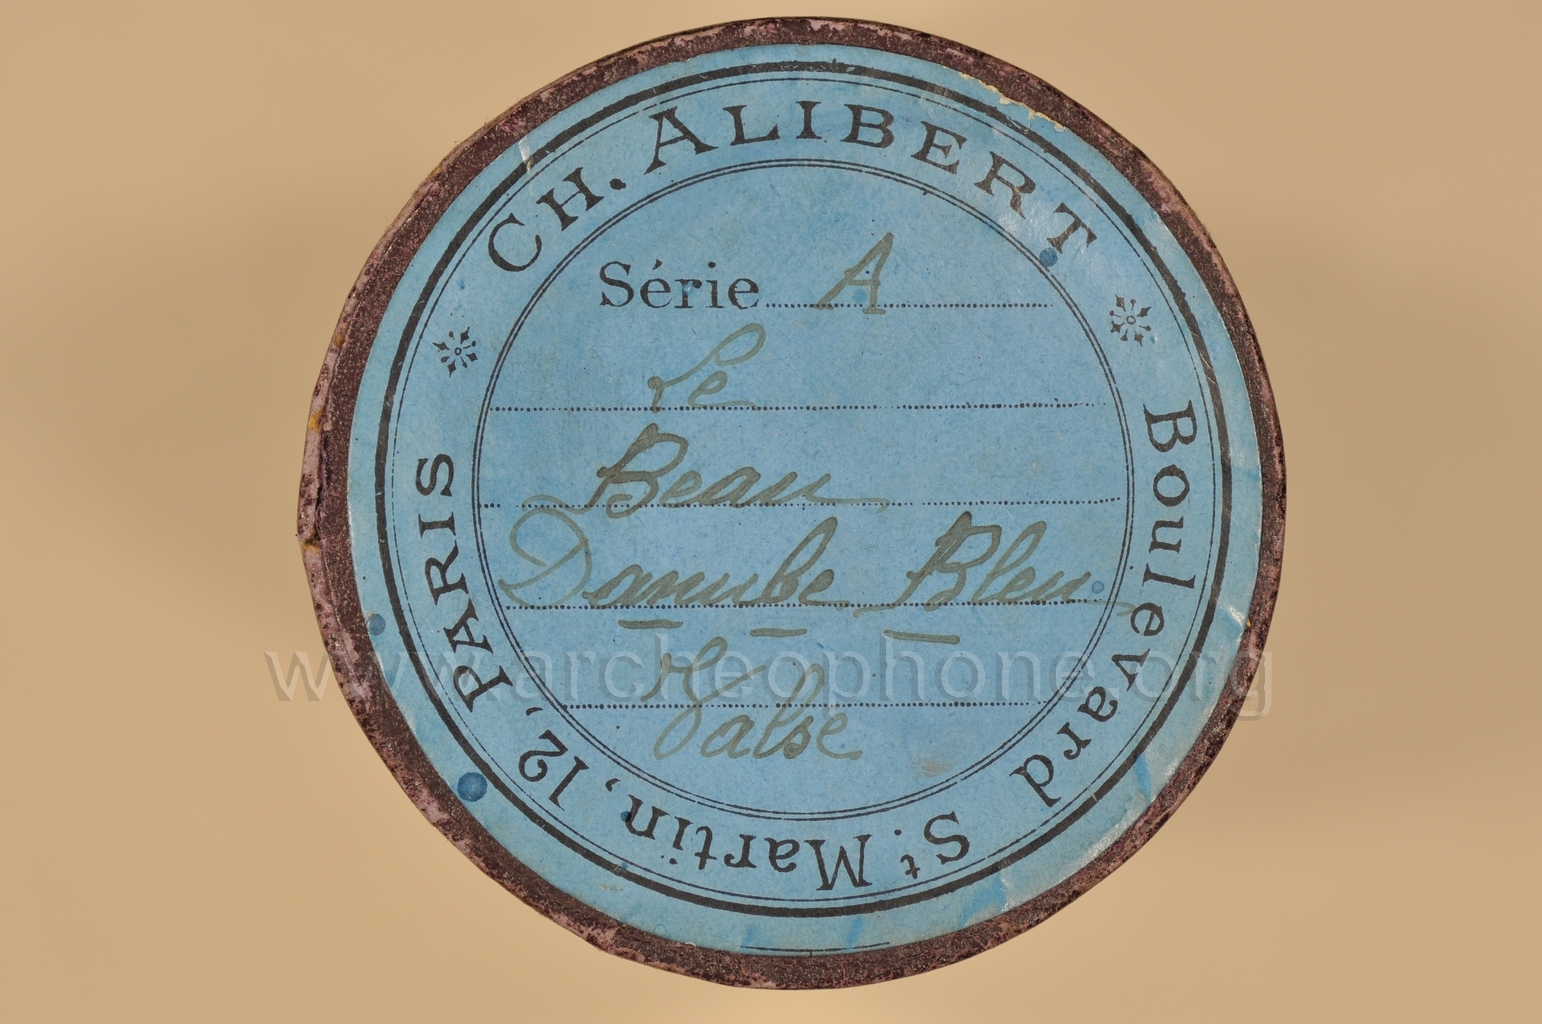 CH. ALIBERT * Boulevard St. Martin, 12, PARIS *
Série A
Le
Beau
Danube Bleu
Valse
www.archeophone.org